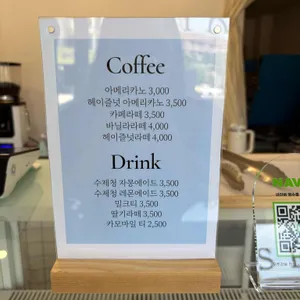 Coffee
아메리카노 3,000
헤이즐넛 아메리카노 3,500
카페라떼 3,500
바닐라라떼 4,000
헤이즐넛라떼 4,000
Drink
수제청 자몽에이드 3,500
수제청 레몬에이드 3,500
밀크티 3,500
딸기라떼 3,500
카모마일 티 2,500